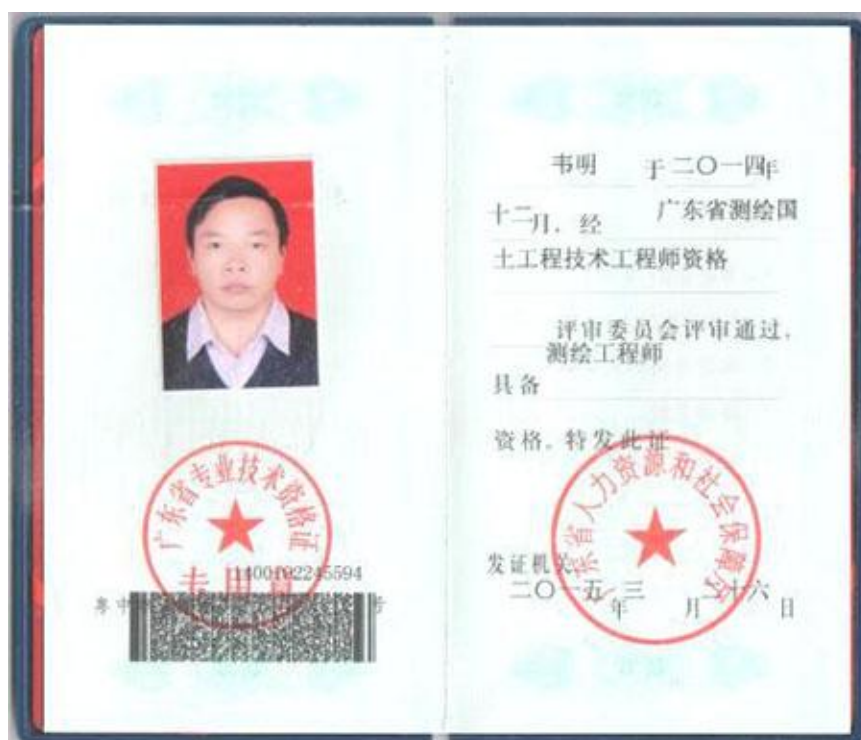 广东省专业技术资格证
专用章
1400102245594
粤中
号
韦明 于二〇一四年
十二月,经 广东省测绘国
土工程技术工程师资格
评审委员会评审通过,
测绘工程师
具备
资格。特发此证
广东省人力资源和社会保障厅
发证机关
二〇一五年三月二十六日